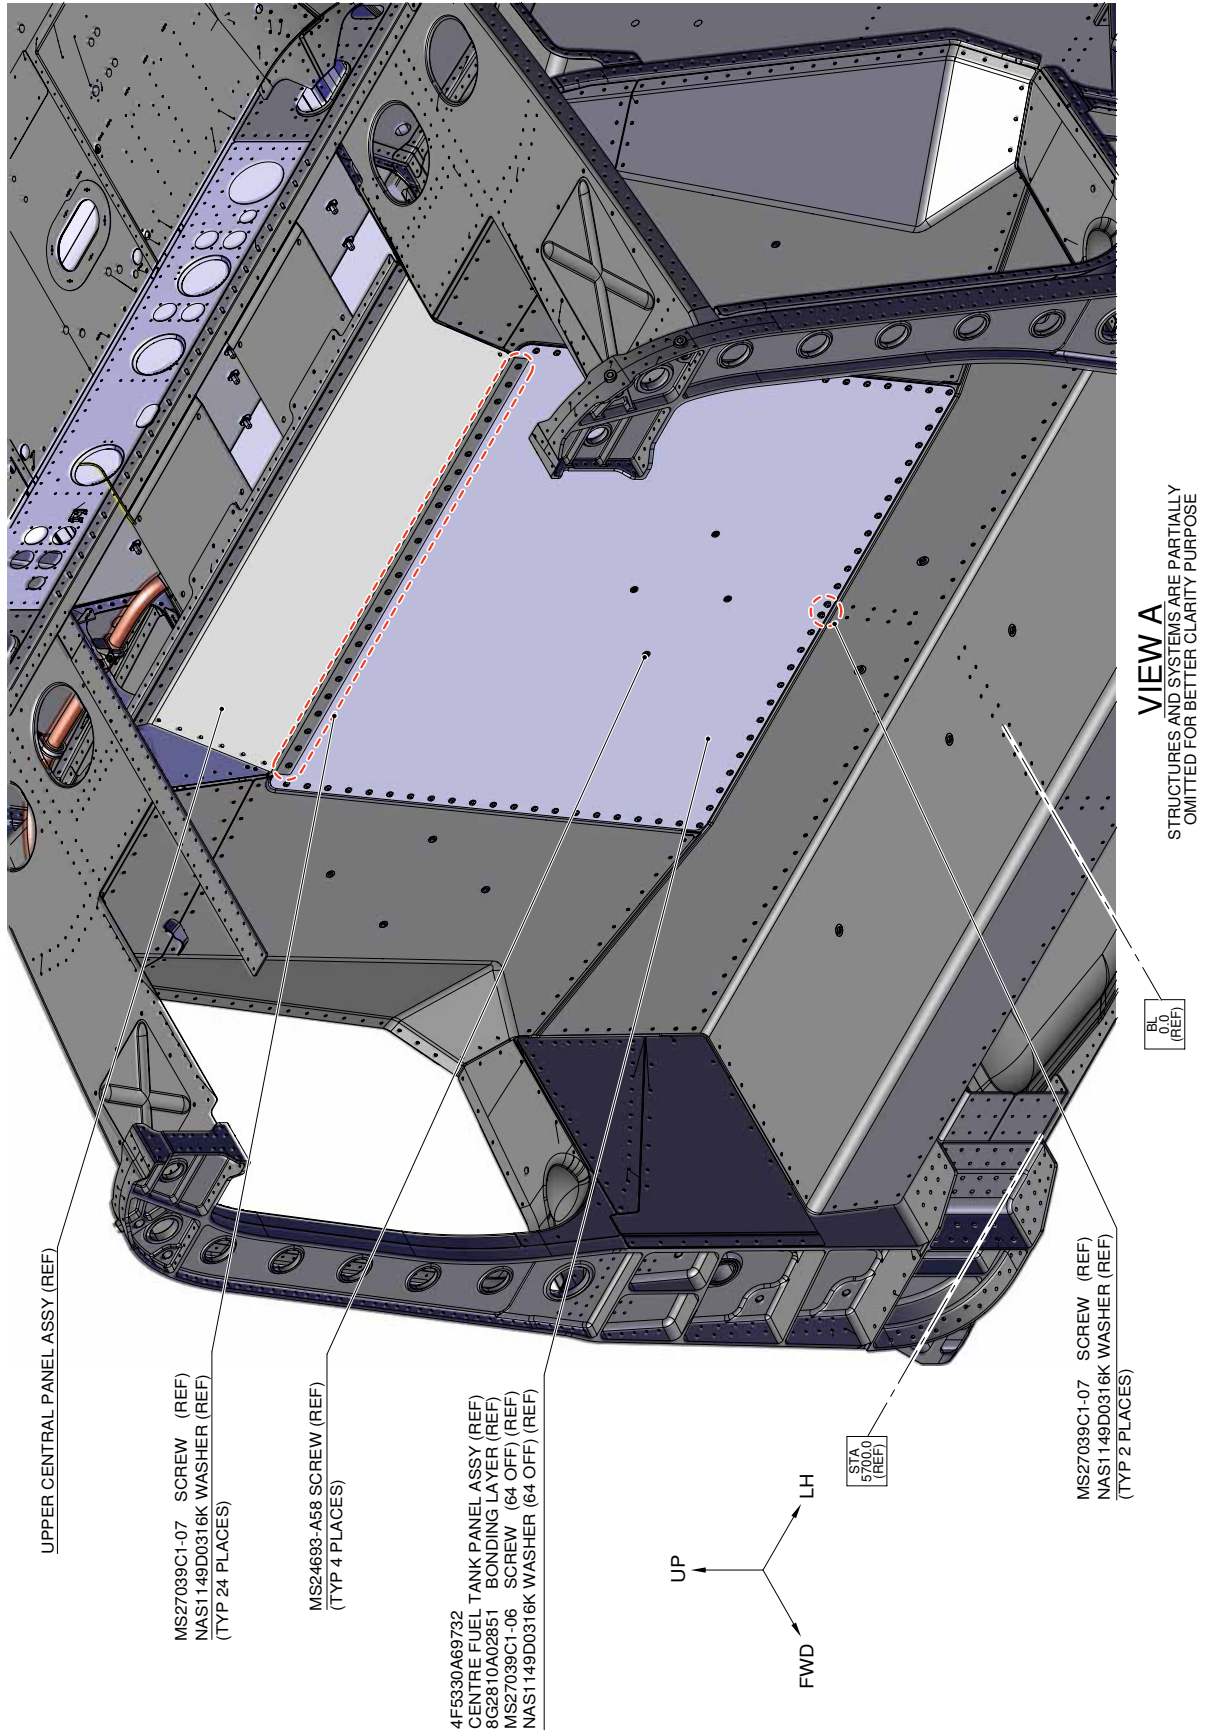 UPPER CENTRAL PANEL ASSY (REF)
MS27039C1-07 SCREW (REF)
NAS1149D0316K WASHER (REF)
(TYP 24 PLACES)
MS24693-A58 SCREW (REF)
(TYP 4 PLACES)
4F5330A69732
CENTRE FUEL TANK PANEL ASSY (REF)
8G2810A02851 BONDING LAYER (REF)
MS27039C1-06 SCREW (64 OFF) (REF)
NAS1149D0316K WASHER (64 OFF) (REF)
UP
LH
FWD
STA
5700.0
(REF)
MS27039C1-07 SCREW (REF)
NAS1149D0316K WASHER (REF)
(TYP 2 PLACES)
BL
0.0
(REF)
VIEW A
STRUCTURES AND SYSTEMS ARE PARTIALLY
OMITTED FOR BETTER CLARITY PURPOSE